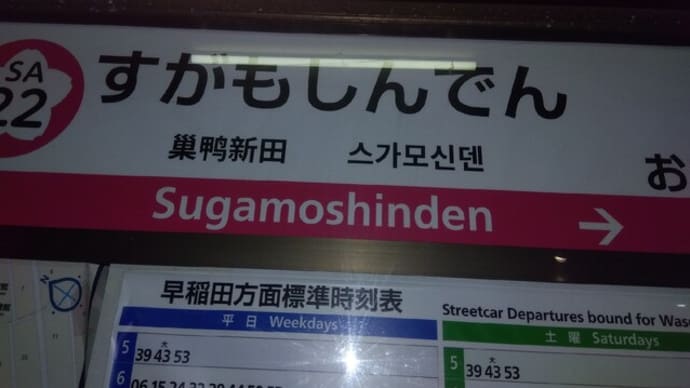 SA
22
すがもしんでん
巣鴨新田
스가모신덴
お
Sugamoshinden →
N
早稲田方面標準時刻表
Streetcar Departures bound for Was
平日 Weekdays
土曜 Saturdays
大
5 39 43 53
大
5 39 43 53
6